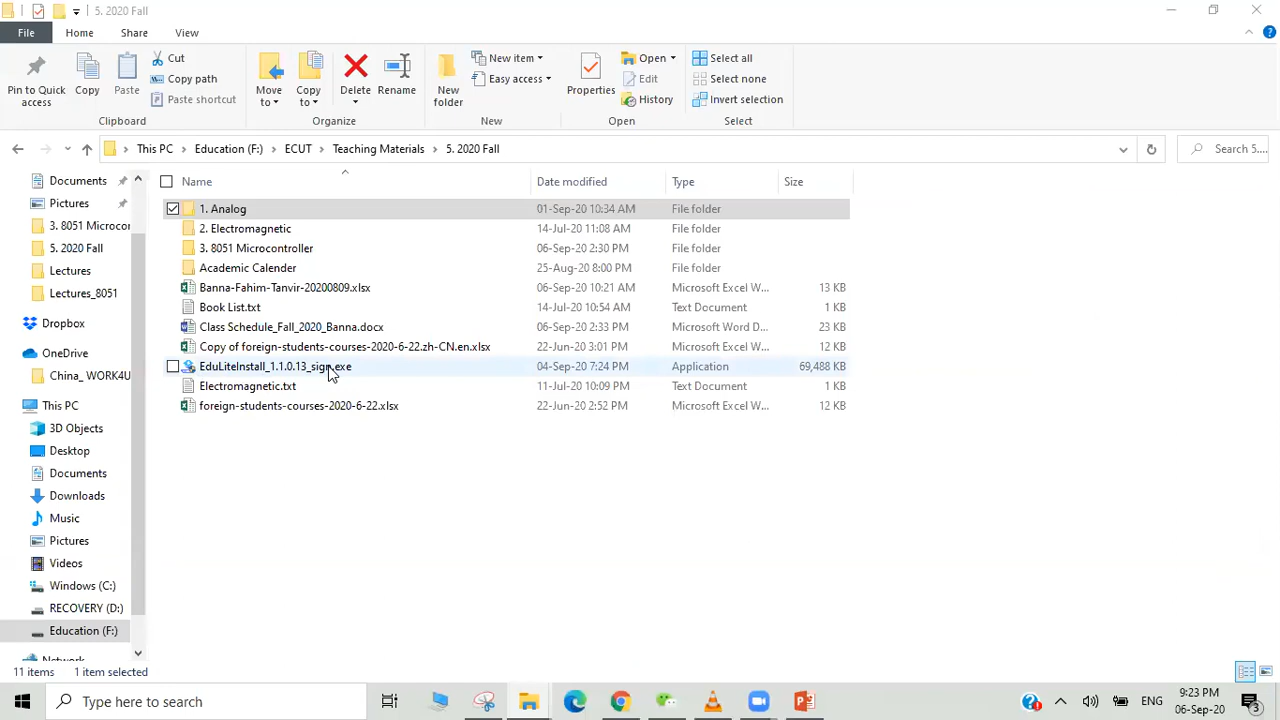 5. 2020 Fall
File Home Share View
Pin to Quick access
Copy
Paste
Cut
Copy path
Paste shortcut
Clipboard
Move to
Copy to
Delete
Rename
Organize
New folder
New item
Easy access
New
Properties
Open
Edit
History
Open
Select all
Select none
Invert selection
Select
This PC Education (F:) ECUT Teaching Materials 5. 2020 Fall
Search 5....
Name Date modified Type Size
1. Analog 01-Sep-20 10:34 AM File folder
2. Electromagnetic 14-Jul-20 11:08 AM File folder
3. 8051 Microcontroller 06-Sep-20 2:30 PM File folder
Academic Calender 25-Aug-20 8:00 PM File folder
Banna-Fahim-Tanvir-20200809.xlsx 06-Sep-20 10:21 AM Microsoft Excel W... 13 KB
Book List.txt 14-Jul-20 10:54 AM Text Document 1 KB
Class Schedule_Fall_2020_Banna.docx 06-Sep-20 2:33 PM Microsoft Word D... 23 KB
Copy of foreign-students-courses-2020-6-22.zh-CN.en.xlsx 22-Jun-20 3:01 PM Microsoft Excel W... 12 KB
EduLiteInstall_1.1.0.13_sign.exe 04-Sep-20 7:24 PM Application 69,488 KB
Electromagnetic.txt 11-Jul-20 10:09 PM Text Document 1 KB
foreign-students-courses-2020-6-22.xlsx 22-Jun-20 2:52 PM Microsoft Excel W... 12 KB
Documents
Pictures
3. 8051 Microcor
5. 2020 Fall
Lectures
Lectures_8051
Dropbox
OneDrive
China_ WORK4U
This PC
3D Objects
Desktop
Documents
Downloads
Music
Pictures
Videos
Windows (C:)
RECOVERY (D:)
Education (F:)
Network
11 items 1 item selected
Type here to search
ENG
9:23 PM
06-Sep-20
3